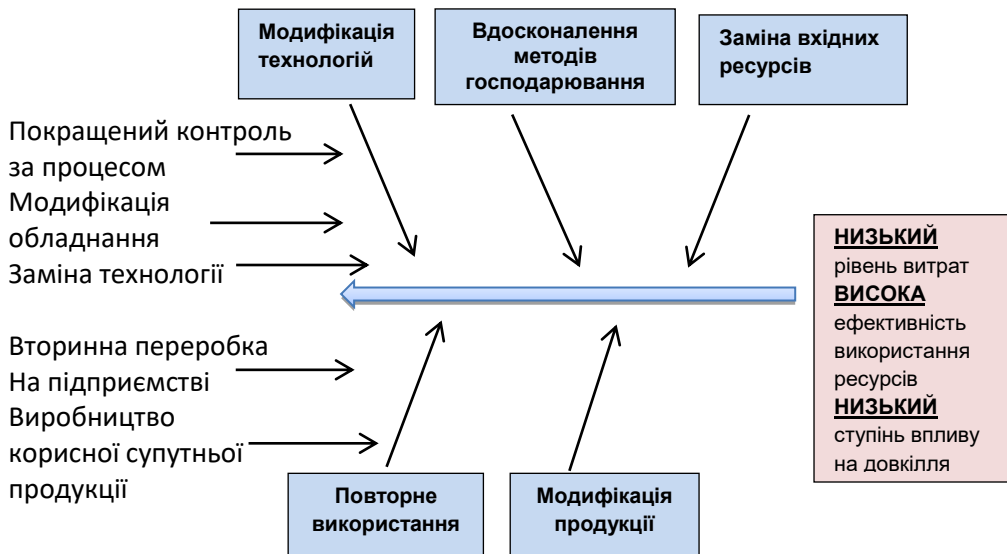 Модифікація
технологій
Вдосконалення
методів
господарювання
Заміна вхідних
ресурсів
Покращений контроль
за процесом
Модифікація
обладнання
Заміна технології
НИЗЬКИЙ
рівень витрат
ВИСОКА
ефективність
використання
ресурсів
НИЗЬКИЙ
ступінь впливу
на довкілля
Вторинна переробка
На підприємстві
Виробництво
корисної супутньої
продукції
Повторне
використання
Модифікація
продукції